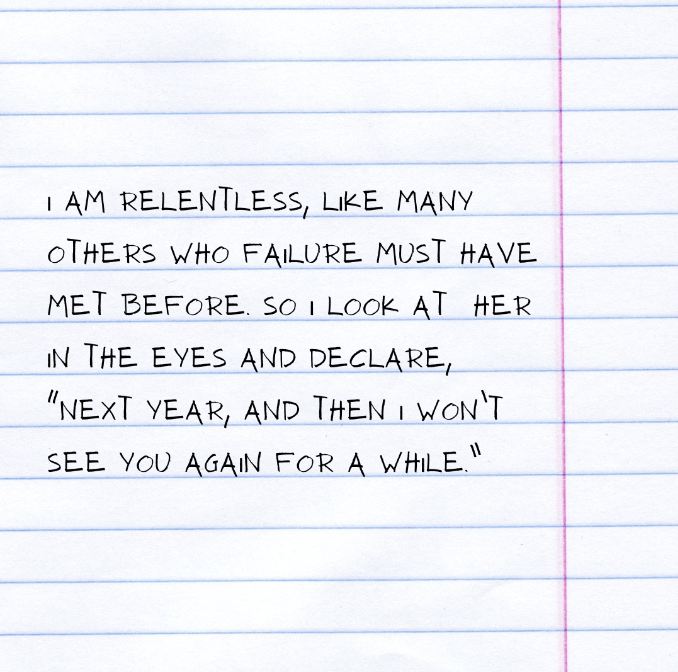 I AM RELENTLESS, LIKE MANY
OTHERS WHO FAILURE MUST HAVE
MET BEFORE. SO I LOOK AT  HER
IN THE EYES AND DECLARE,
"NEXT YEAR, AND THEN I WON'T
SEE YOU AGAIN FOR A WHILE."